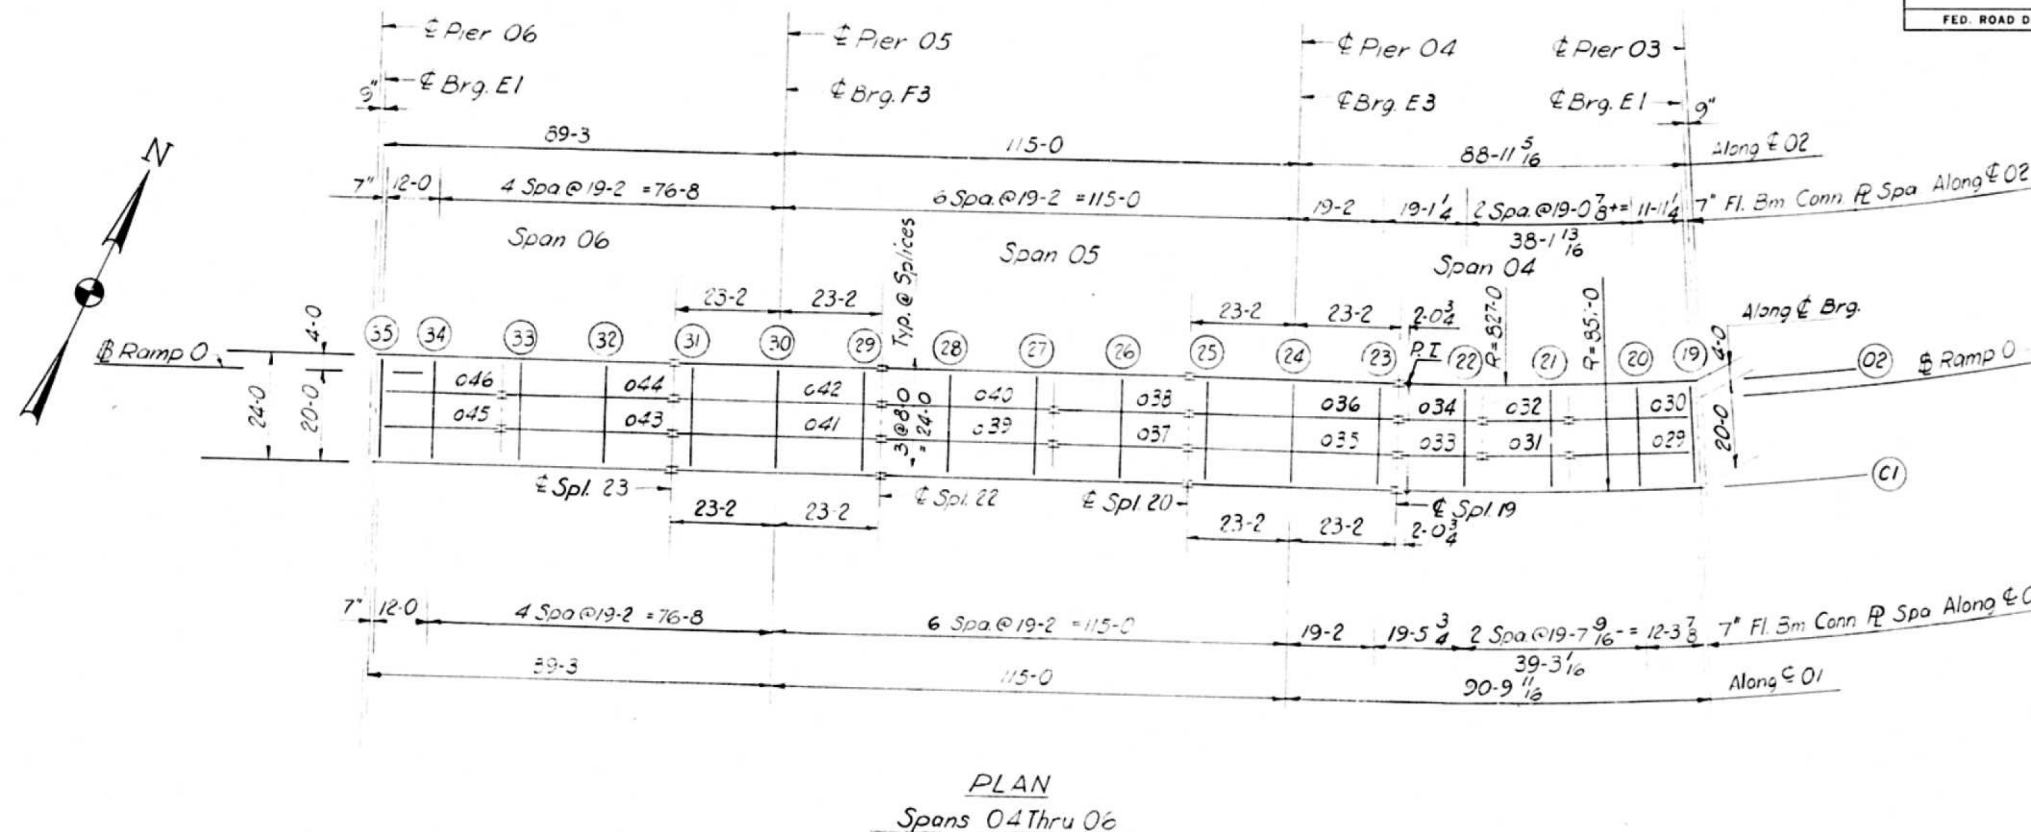 FED. ROAD D
℄ Pier 06
℄ Pier 05
℄ Pier 04
℄ Pier 03
℄ Brg. E1
℄ Brg. F3
℄ Brg. E3
℄ Brg. E1
9"
9"
N
89-3
115-0
88-11 5/16
Along ℄ 02
7"
12-0
4 Spa @ 19-2 = 76-8
6 Spa. @ 19-2 = 115-0
19-2
19-1 1/4
2 Spa. @ 19-0 7/8+ =
38-1 13/16
11-11 1/4
7" Fl. Bm Conn ℞ Spa Along ℄ 02
Span 06
Span 05
Span 04
Typ. @ Splices
23-2
23-2
23-2
23-2
2-0 3/4
R=827-0
Along ℄ Brg.
P.I.
35
34
33
32
31
30
29
28
27
26
25
24
23
22
21
20
19
4-0
4-0
Ramp O
02
Ramp O
24-0
20-0
046
044
042
040
038
036
034
032
030
045
043
041
039
037
035
033
031
029
3 @ 8-0
= 24-0
20-0
℄ Spl. 23
℄ Spl. 22
℄ Spl. 20
℄ Spl. 19
23-2
23-2
23-2
23-2
2-0 3/4
7"
12-0
4 Spa @ 19-2 = 76-8
6 Spa. @ 19-2 = 115-0
19-2
19-5 3/4
2 Spa. @ 19-7 9/16- =
39-3 1/16
12-3 7/8
7" Fl. Bm Conn ℞ Spa Along ℄
89-3
115-0
90-9 11/16
Along ℄ 01
PLAN
Spans 04 Thru 06